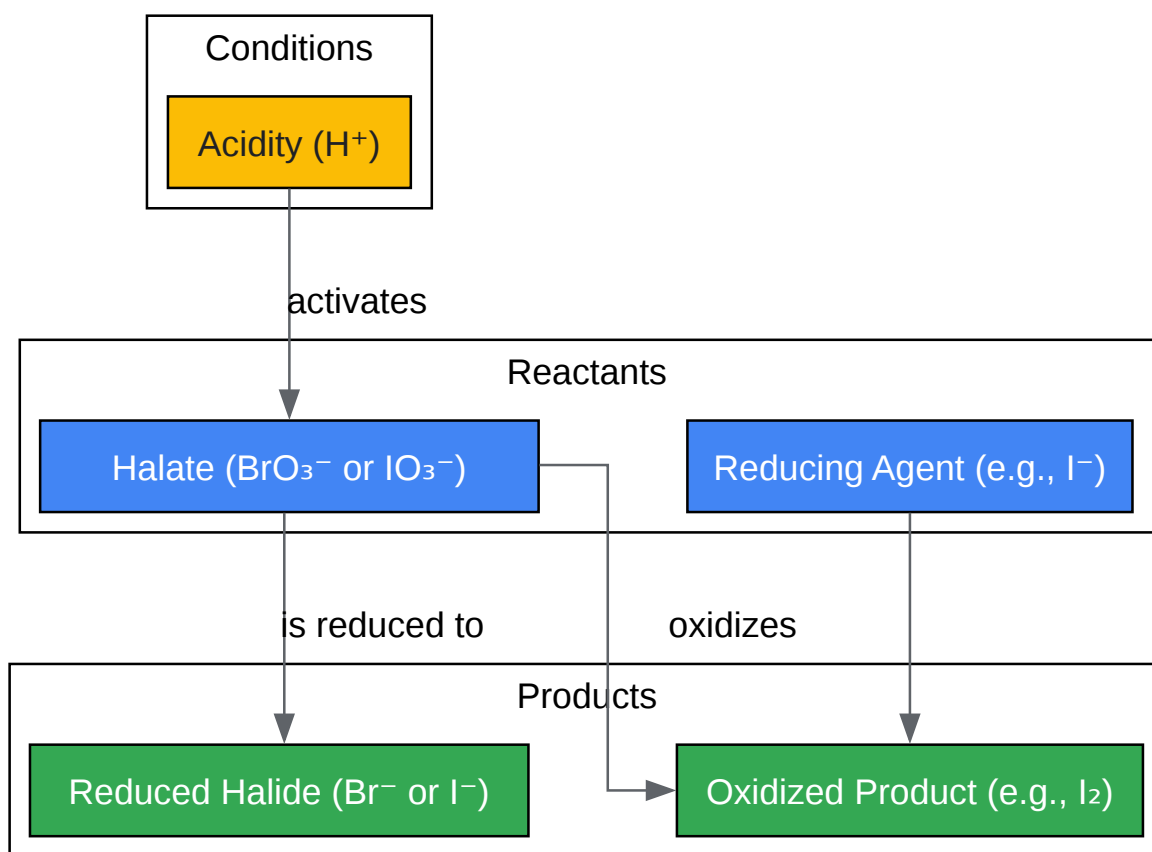 Conditions
Acidity (H⁺)
activates
Reactants
Halate (BrO₃⁻ or IO₃⁻)
Reducing Agent (e.g., I⁻)
is reduced to
oxidizes
Products
Reduced Halide (Br⁻ or I⁻)
Oxidized Product (e.g., I₂)